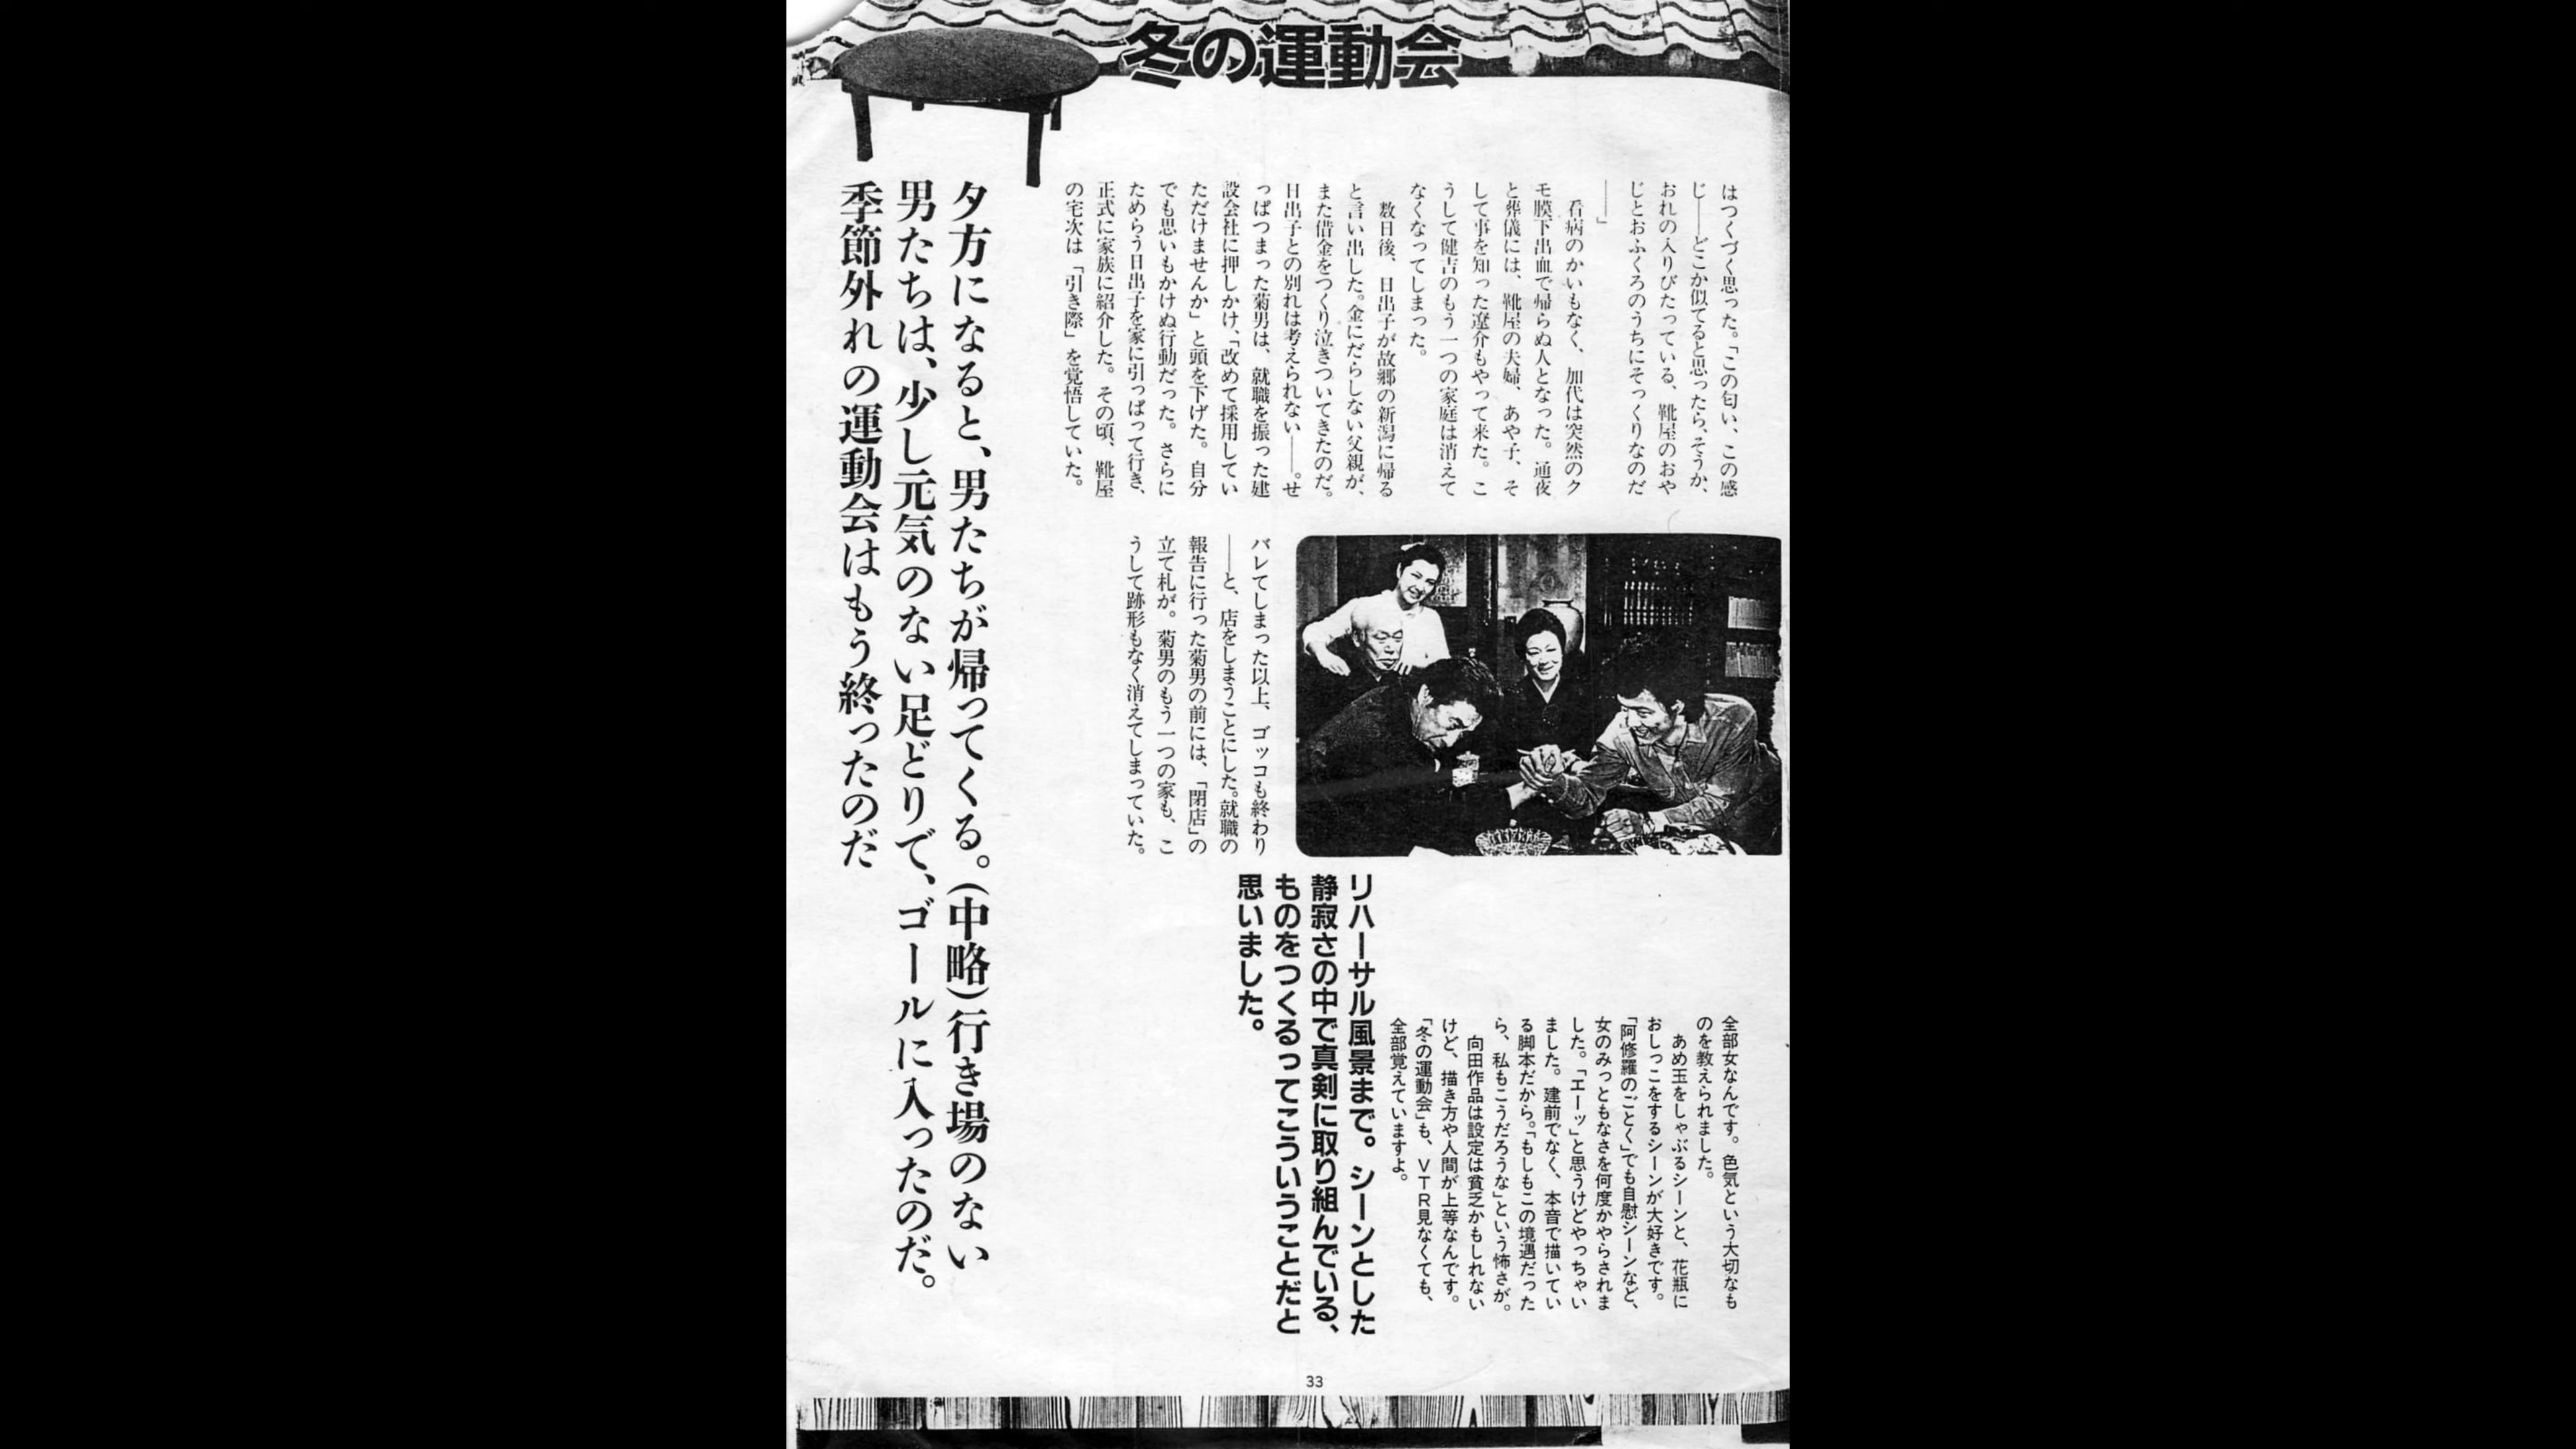 冬の運動会
はつくづく思った。「この匂い、この感
じ——どこか似てると思ったら、そうか、
おれの入りびたっている、靴屋のおや
じとおふくろのうちにそっくりなのだ
——」
看病のかいもなく、加代は突然のク
モ膜下出血で帰らぬ人となった。通夜
と葬儀には、靴屋の夫婦、あや子、そ
して事を知った遼介もやって来た。こ
うして健吉のもう一つの家庭は消えて
なくなってしまった。
数日後、日出子が故郷の新潟に帰る
と言い出した。金にだらしない父親が、
また借金をつくり泣きついてきたのだ。
日出子との別れは考えられない——。せ
っぱつまった菊男は、就職を振った建
設会社に押しかけ、「改めて採用してい
ただけませんか」と頭を下げた。自分
でも思いもかけぬ行動だった。さらに
ためらう日出子を家に引っぱって行き、
正式に家族に紹介した。その頃、靴屋
の宅次は「引き際」を覚悟していた。
バレてしまった以上、ゴッコも終わり
——と、店をしまうことにした。就職の
報告に行った菊男の前には、「閉店」の
立て札が。菊男のもう一つの家も、こ
うして跡形もなく消えてしまっていた。
夕方になると、男たちが帰ってくる。(中略)行き場のない
男たちは、少し元気のない足どりで、ゴールに入ったのだ。
季節外れの運動会はもう終ったのだ
全部女なんです。色気という大切なも
のを教えられました。
あめ玉をしゃぶるシーンと、花瓶に
おしっこをするシーンが大好きです。
「阿修羅のごとく」でも自慰シーンなど、
女のみっともなさを何度かやらされま
した。「エーッ」と思うけどやっちゃい
ました。建前でなく、本音で描いてい
る脚本だから。「もしもこの境遇だった
ら、私もこうだろうな」という怖さが。
向田作品は設定は貧乏かもしれない
けど、描き方や人間が上等なんです。
「冬の運動会」も、VTR見なくても、
全部覚えていますよ。
リハーサル風景まで。シーンとした
静寂さの中で真剣に取り組んでいる、
ものをつくるってこういうことだと
思いました。
33